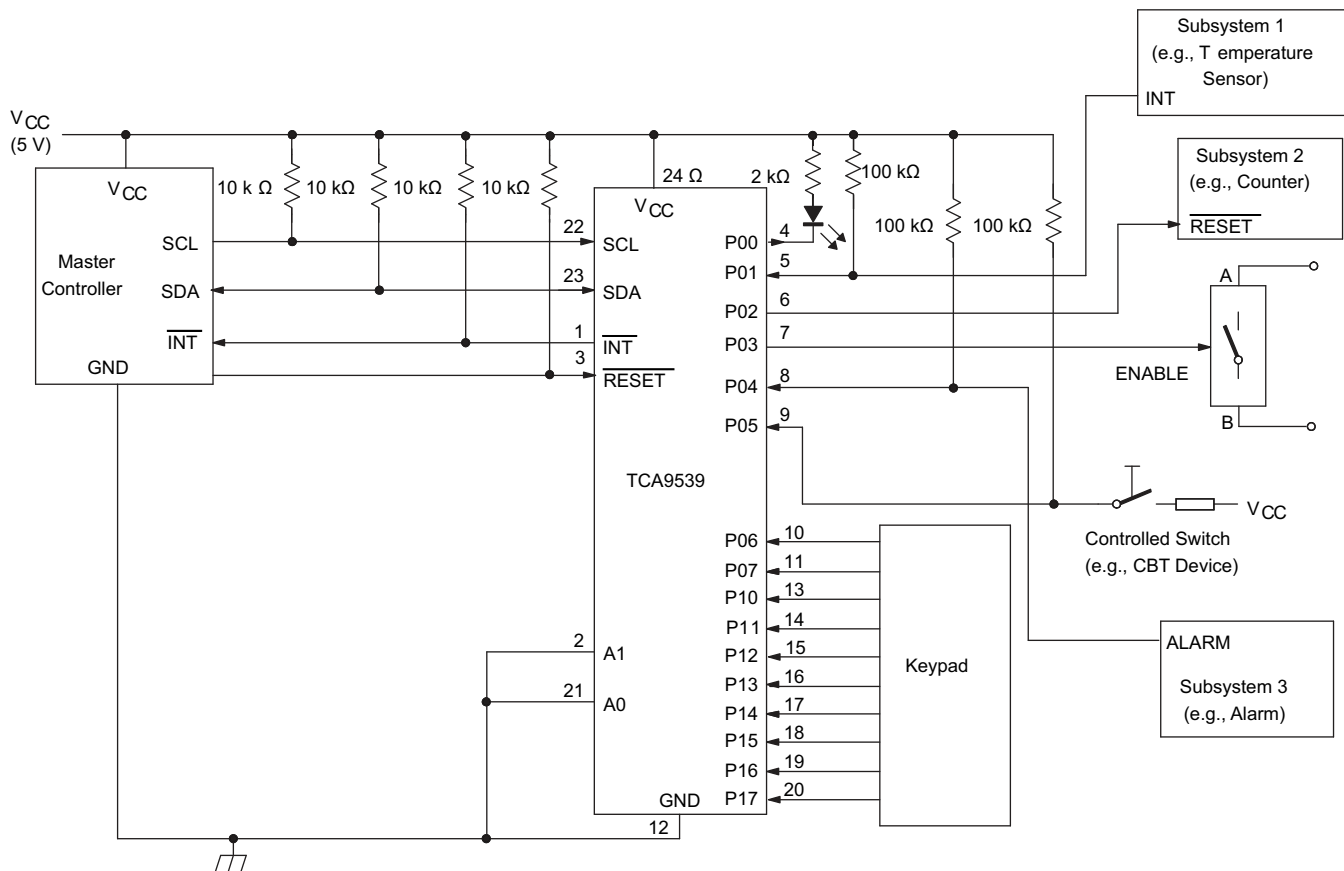 Subsystem 1
(e.g., T emperature
Sensor)
INT
VCC
(5 V)
Subsystem 2
(e.g., Counter)
RESET
VCC
10 k Ω
10 kΩ
10 kΩ
10 kΩ
24 Ω
2 kΩ
100 kΩ
100 kΩ
100 kΩ
VCC
Master
Controller
SCL
22
SCL
P00
4
P01
5
SDA
23
SDA
P02
6
INT
1
INT
P03
7
GND
3
RESET
P04
8
P05
9
A
ENABLE
B
TCA9539
VCC
Controlled Switch
(e.g., CBT Device)
P06
10
P07
11
P10
13
P11
14
P12
15
P13
16
P14
17
P15
18
P16
19
P17
20
Keypad
2
A1
21
A0
GND
12
ALARM
Subsystem 3
(e.g., Alarm)